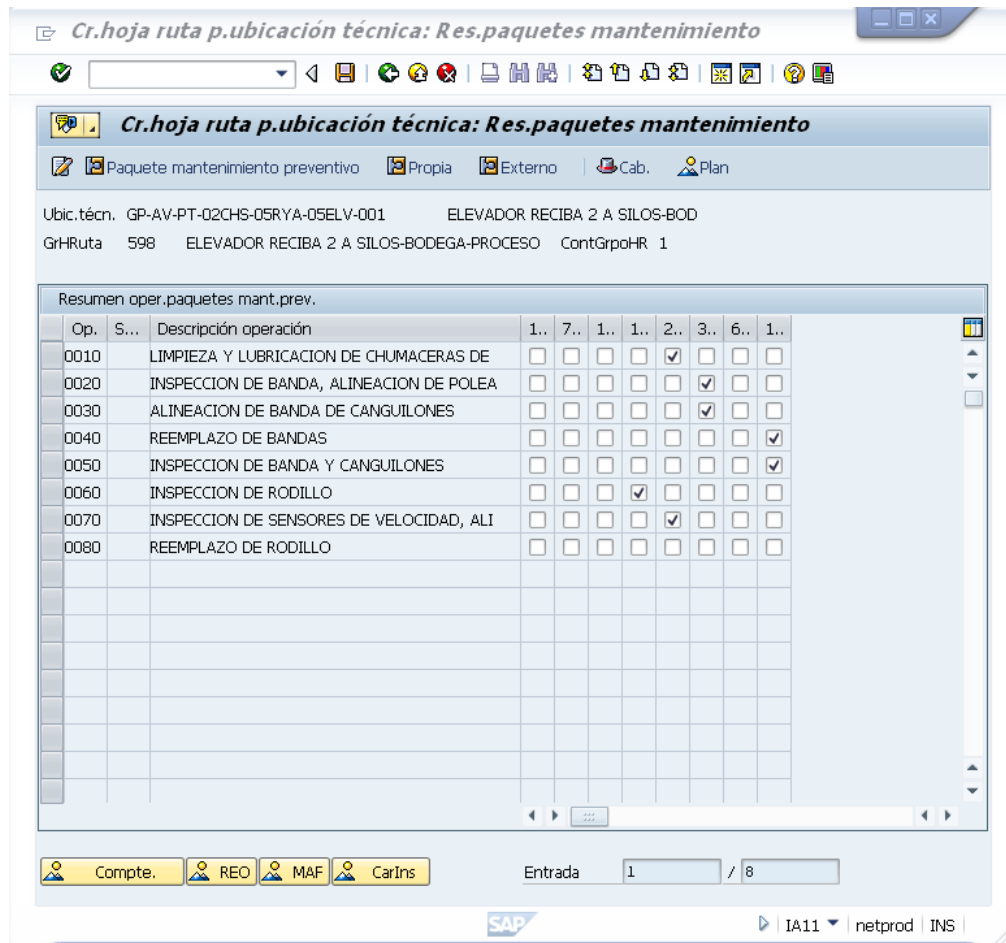 Cr.hoja ruta p.ubicación técnica: Res.paquetes mantenimiento
Cr.hoja ruta p.ubicación técnica: Res.paquetes mantenimiento
Paquete mantenimiento preventivo Propia Externo Cab. Plan
Ubic.técn. GP-AV-PT-02CHS-05RYA-05ELV-001 ELEVADOR RECIBA 2 A SILOS-BOD
GrHRuta 598 ELEVADOR RECIBA 2 A SILOS-BODEGA-PROCESO ContGrpoHR 1
Resumen oper.paquetes mant.prev.
Op. S... Descripción operación 1.. 7.. 1.. 1.. 2.. 3.. 6.. 1..
0010 LIMPIEZA Y LUBRICACION DE CHUMACERAS DE
0020 INSPECCION DE BANDA, ALINEACION DE POLEA
0030 ALINEACION DE BANDA DE CANGUILONES
0040 REEMPLAZO DE BANDAS
0050 INSPECCION DE BANDA Y CANGUILONES
0060 INSPECCION DE RODILLO
0070 INSPECCION DE SENSORES DE VELOCIDAD, ALI
0080 REEMPLAZO DE RODILLO
Compte. REO MAF CarIns Entrada 1 / 8
SAP IA11 netprod INS